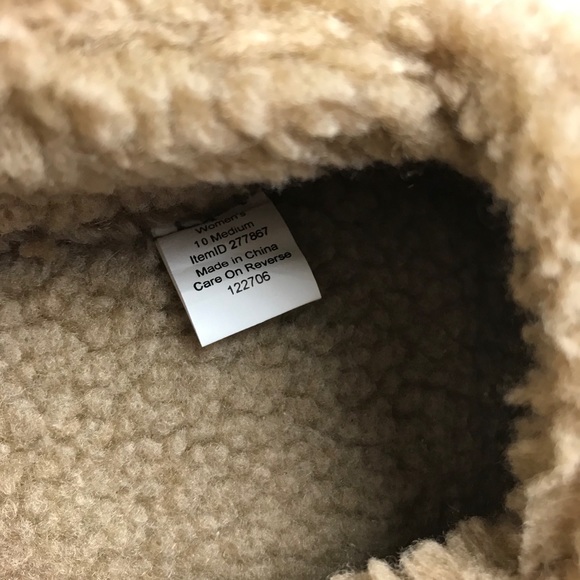 Women's
10 Medium
ItemID 277867
Made in China
Care On Reverse
122706